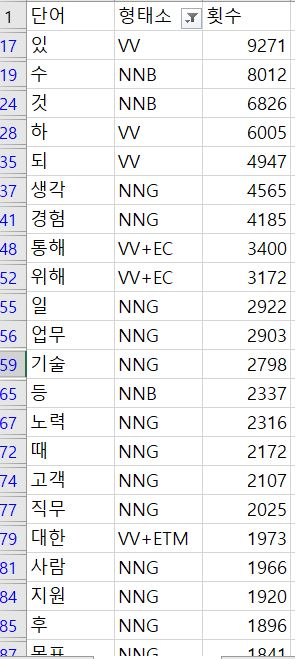 1 단어 형태소 횟수
17 있 VV 9271
19 수 NNB 8012
24 것 NNB 6826
28 하 VV 6005
35 되 VV 4947
37 생각 NNG 4565
41 경험 NNG 4185
48 통해 VV+EC 3400
52 위해 VV+EC 3172
55 일 NNG 2922
56 업무 NNG 2903
59 기술 NNG 2798
65 등 NNB 2337
67 노력 NNG 2316
72 때 NNG 2172
74 고객 NNG 2107
77 직무 NNG 2025
79 대한 VV+ETM 1973
81 사람 NNG 1966
84 지원 NNG 1920
85 후 NNG 1896
87 목표 NNG 1841